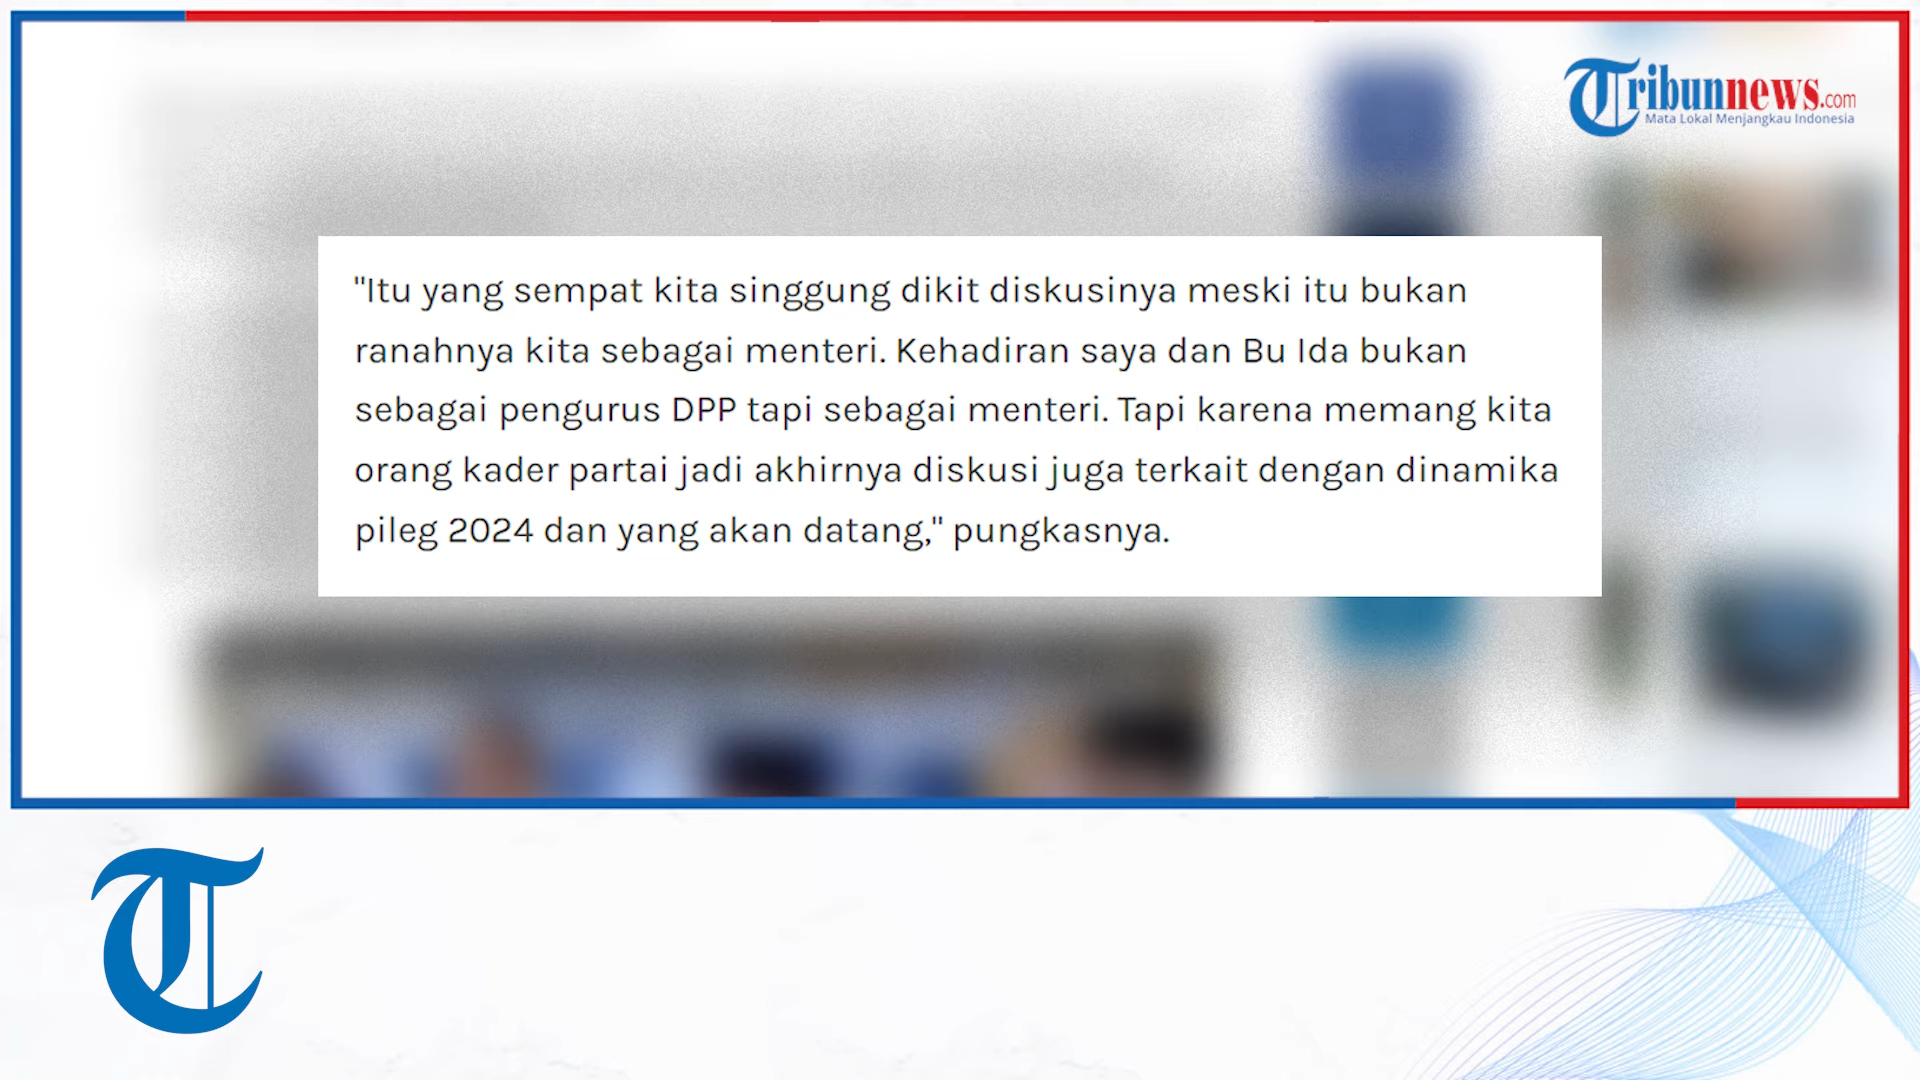 Tribunnews.com
Mata Lokal Menjangkau Indonesia
"Itu yang sempat kita singgung dikit diskusinya meski itu bukan
ranahnya kita sebagai menteri. Kehadiran saya dan Bu Ida bukan
sebagai pengurus DPP tapi sebagai menteri. Tapi karena memang kita
orang kader partai jadi akhirnya diskusi juga terkait dengan dinamika
pileg 2024 dan yang akan datang," pungkasnya.
T